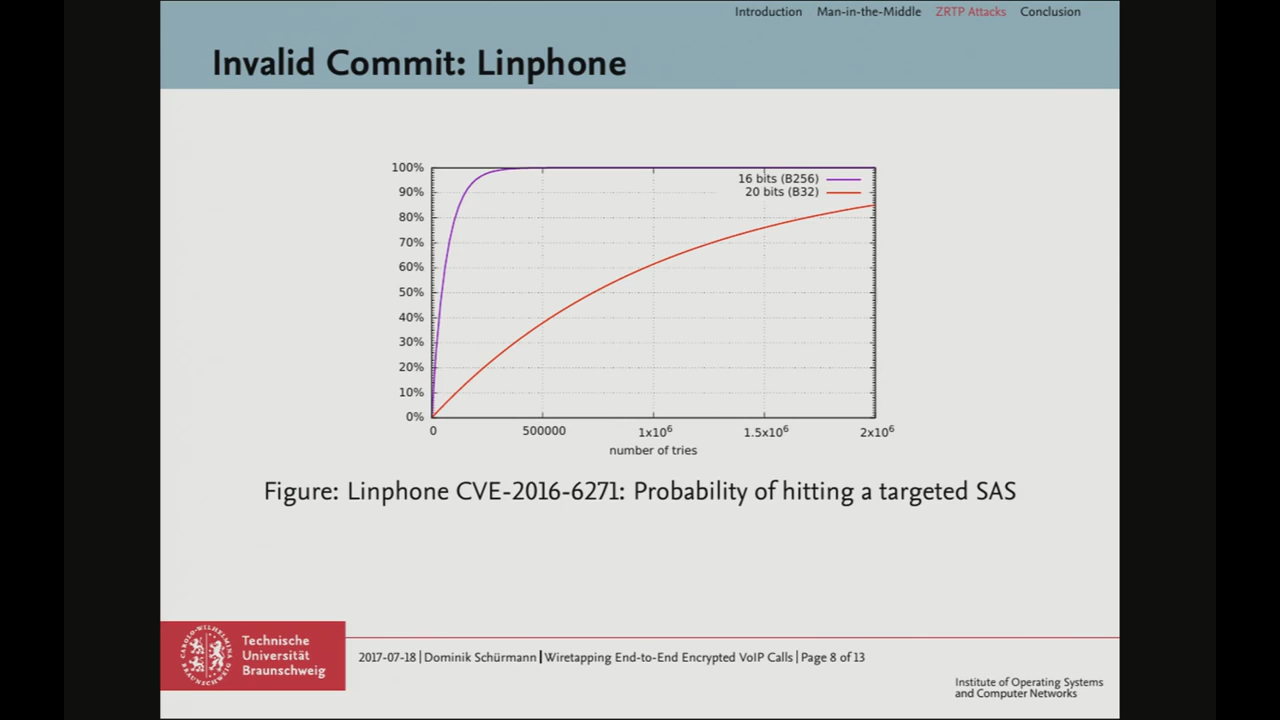 Introduction Man-in-the-Middle ZRTP Attacks Conclusion
Invalid Commit: Linphone
100%
90%
80%
70%
60%
50%
40%
30%
20%
10%
0%
16 bits (B256)
20 bits (B32)
0 500000 1x10⁶ 1.5x10⁶ 2x10⁶
number of tries
Figure: Linphone CVE-2016-6271: Probability of hitting a targeted SAS
CAROLO-WILHELMINA BRAUNSCHWEIG
Technische
Universität
Braunschweig
2017-07-18 | Dominik Schürmann | Wiretapping End-to-End Encrypted VoIP Calls | Page 8 of 13
Institute of Operating Systems
and Computer Networks